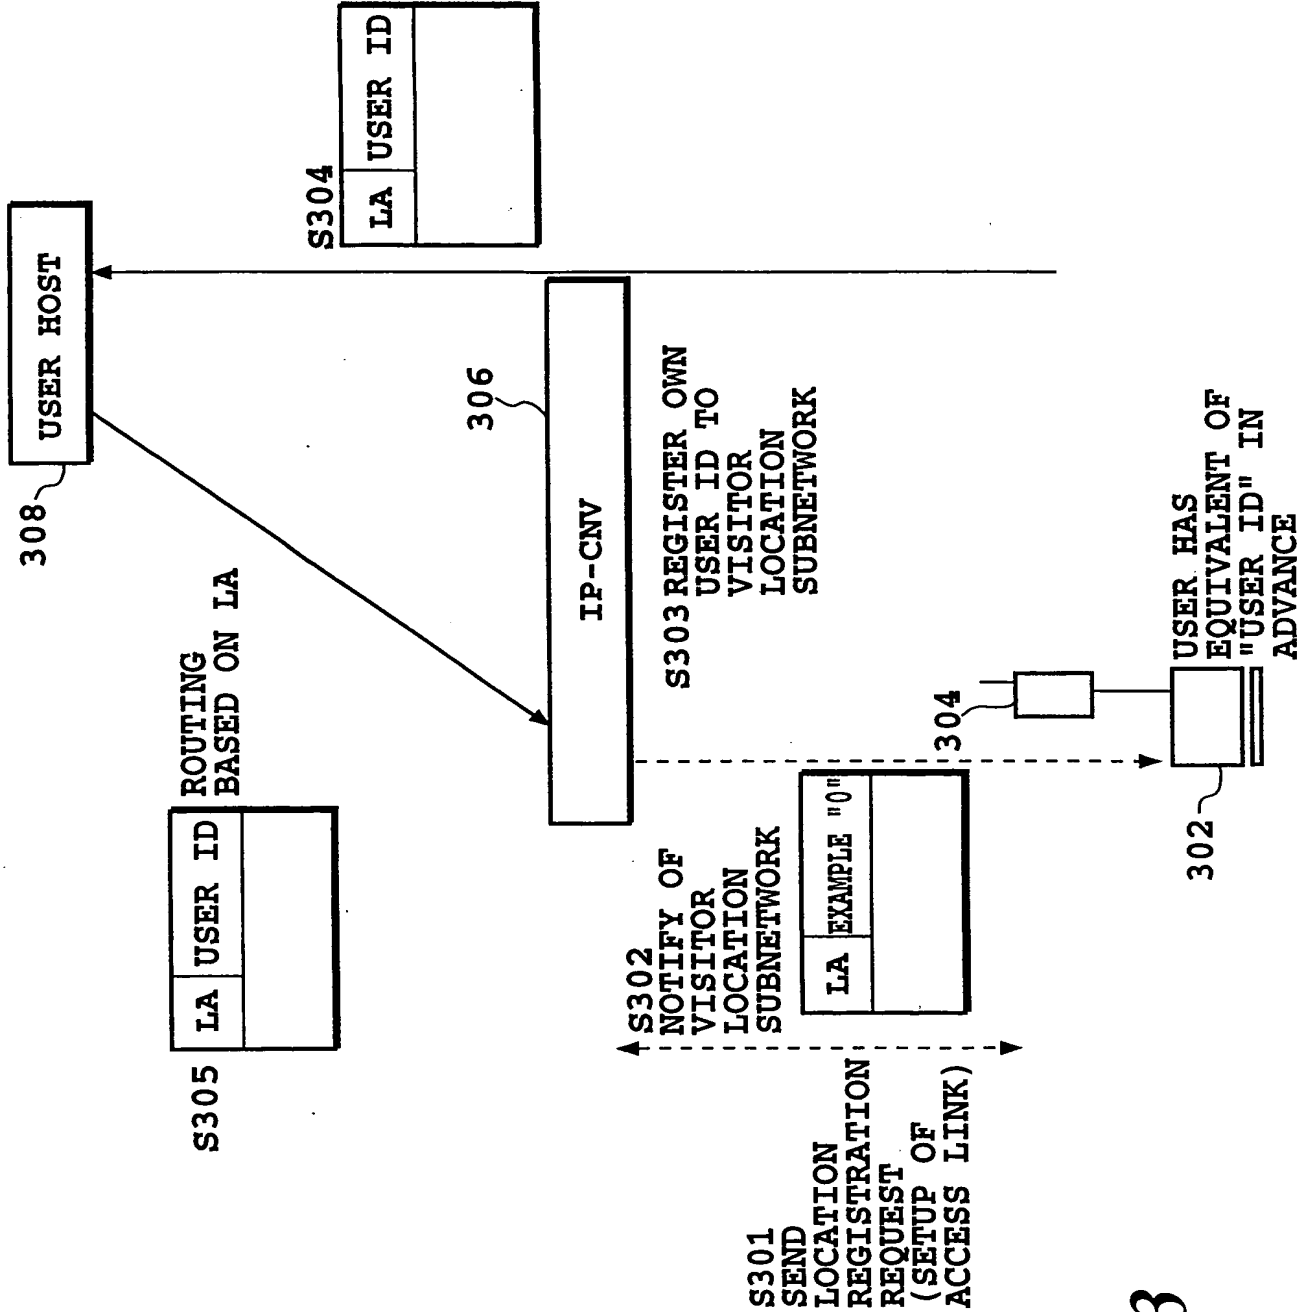 308
USER HOST
S304
LA USER ID
S305
LA USER ID
ROUTING
BASED ON LA
306
IP-CNV
S303 REGISTER OWN
USER ID TO
VISITOR
LOCATION
SUBNETWORK
S302
NOTIFY OF
VISITOR
LOCATION
SUBNETWORK
LA EXAMPLE "0"
S301
SEND
LOCATION
REGISTRATION
REQUEST
(SETUP OF
ACCESS LINK)
304
302
USER HAS
EQUIVALENT OF
"USER ID" IN
ADVANCE
3